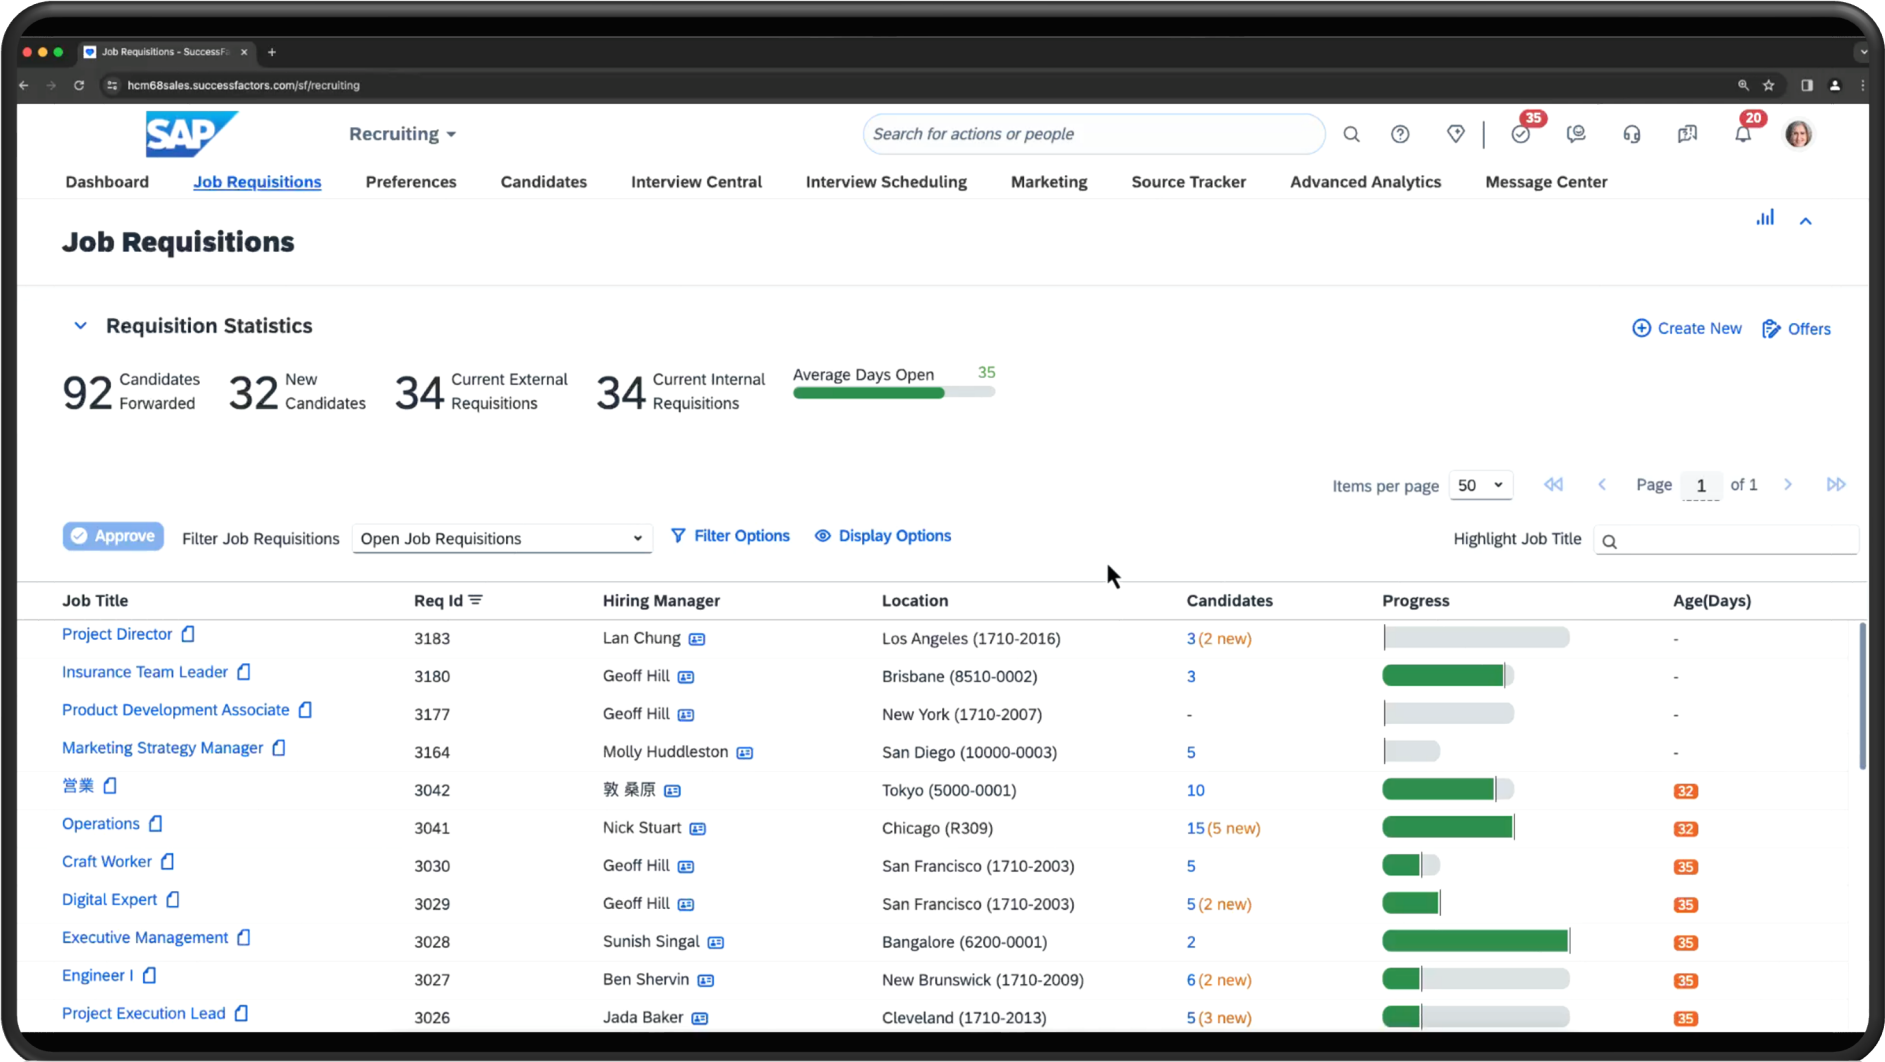 Job Requisitions - SuccessFa
hcm68sales.successfactors.com/sf/recruiting
SAP
Recruiting
Search for actions or people
35
20
Dashboard Job Requisitions Preferences Candidates Interview Central Interview Scheduling Marketing Source Tracker Advanced Analytics Message Center
Job Requisitions
Requisition Statistics
Create New Offers
92 Candidates Forwarded
32 New Candidates
34 Current External Requisitions
34 Current Internal Requisitions
Average Days Open 35
Items per page 50 Page 1 of 1
Approve Filter Job Requisitions Open Job Requisitions Filter Options Display Options Highlight Job Title
Job Title Req Id Hiring Manager Location Candidates Progress Age(Days)
Project Director 3183 Lan Chung Los Angeles (1710-2016) 3 (2 new) -
Insurance Team Leader 3180 Geoff Hill Brisbane (8510-0002) 3 -
Product Development Associate 3177 Geoff Hill New York (1710-2007) - -
Marketing Strategy Manager 3164 Molly Huddleston San Diego (10000-0003) 5 -
営業 3042 敦 桑原 Tokyo (5000-0001) 10 32
Operations 3041 Nick Stuart Chicago (R309) 15 (5 new) 32
Craft Worker 3030 Geoff Hill San Francisco (1710-2003) 5 35
Digital Expert 3029 Geoff Hill San Francisco (1710-2003) 5 (2 new) 35
Executive Management 3028 Sunish Singal Bangalore (6200-0001) 2 35
Engineer I 3027 Ben Shervin New Brunswick (1710-2009) 6 (2 new) 35
Project Execution Lead 3026 Jada Baker Cleveland (1710-2013) 5 (3 new) 35